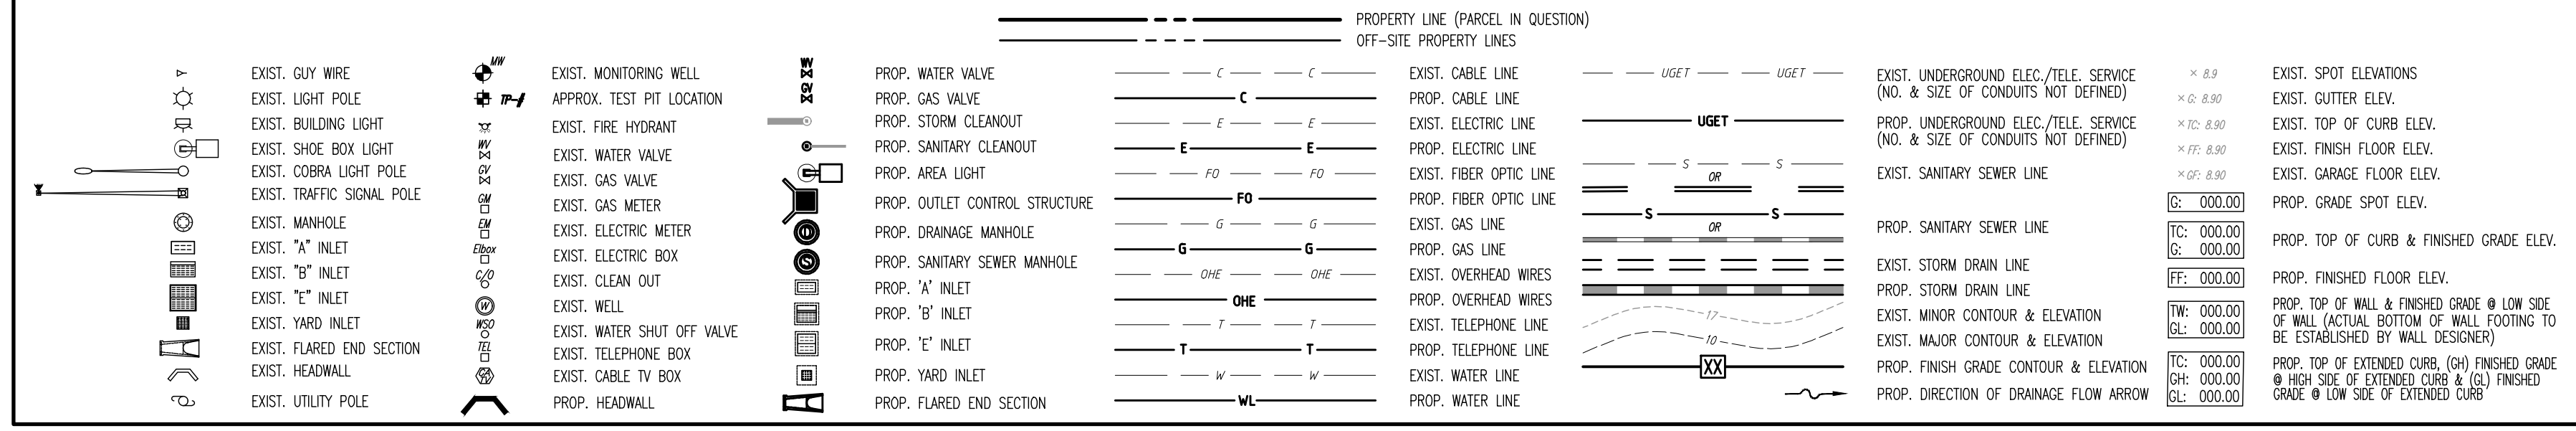 PROPERTY LINE (PARCEL IN QUESTION)
OFF-SITE PROPERTY LINES
EXIST. GUY WIRE
EXIST. LIGHT POLE
EXIST. BUILDING LIGHT
EXIST. SHOE BOX LIGHT
EXIST. COBRA LIGHT POLE
EXIST. TRAFFIC SIGNAL POLE
EXIST. MANHOLE
EXIST. "A" INLET
EXIST. "B" INLET
EXIST. "E" INLET
EXIST. YARD INLET
EXIST. FLARED END SECTION
EXIST. HEADWALL
EXIST. UTILITY POLE
MW EXIST. MONITORING WELL
TP-# APPROX. TEST PIT LOCATION
EXIST. FIRE HYDRANT
WV EXIST. WATER VALVE
GV EXIST. GAS VALVE
GM EXIST. GAS METER
EM EXIST. ELECTRIC METER
Elbox EXIST. ELECTRIC BOX
C/O EXIST. CLEAN OUT
W EXIST. WELL
WSO EXIST. WATER SHUT OFF VALVE
TEL EXIST. TELEPHONE BOX
EXIST. CABLE TV BOX
PROP. HEADWALL
WV PROP. WATER VALVE
GV PROP. GAS VALVE
PROP. STORM CLEANOUT
PROP. SANITARY CLEANOUT
PROP. AREA LIGHT
PROP. OUTLET CONTROL STRUCTURE
D PROP. DRAINAGE MANHOLE
S PROP. SANITARY SEWER MANHOLE
PROP. 'A' INLET
PROP. 'B' INLET
PROP. 'E' INLET
PROP. YARD INLET
PROP. FLARED END SECTION
C C EXIST. CABLE LINE
C PROP. CABLE LINE
E E EXIST. ELECTRIC LINE
E E PROP. ELECTRIC LINE
FO FO EXIST. FIBER OPTIC LINE
FO PROP. FIBER OPTIC LINE
G G EXIST. GAS LINE
G G PROP. GAS LINE
OHE OHE EXIST. OVERHEAD WIRES
OHE PROP. OVERHEAD WIRES
T T EXIST. TELEPHONE LINE
T T PROP. TELEPHONE LINE
W W EXIST. WATER LINE
WL PROP. WATER LINE
UGET UGET EXIST. UNDERGROUND ELEC./TELE. SERVICE
(NO. & SIZE OF CONDUITS NOT DEFINED)
UGET PROP. UNDERGROUND ELEC./TELE. SERVICE
(NO. & SIZE OF CONDUITS NOT DEFINED)
S S
OR EXIST. SANITARY SEWER LINE
S S
OR PROP. SANITARY SEWER LINE
EXIST. STORM DRAIN LINE
PROP. STORM DRAIN LINE
17 EXIST. MINOR CONTOUR & ELEVATION
10 EXIST. MAJOR CONTOUR & ELEVATION
XX PROP. FINISH GRADE CONTOUR & ELEVATION
PROP. DIRECTION OF DRAINAGE FLOW ARROW
× 8.9 EXIST. SPOT ELEVATIONS
× G: 8.90 EXIST. GUTTER ELEV.
× TC: 8.90 EXIST. TOP OF CURB ELEV.
× FF: 8.90 EXIST. FINISH FLOOR ELEV.
× GF: 8.90 EXIST. GARAGE FLOOR ELEV.
G: 000.00 PROP. GRADE SPOT ELEV.
TC: 000.00
G: 000.00
PROP. TOP OF CURB & FINISHED GRADE ELEV.
FF: 000.00 PROP. FINISHED FLOOR ELEV.
TW: 000.00
GL: 000.00
PROP. TOP OF WALL & FINISHED GRADE @ LOW SIDE
OF WALL (ACTUAL BOTTOM OF WALL FOOTING TO
BE ESTABLISHED BY WALL DESIGNER)
TC: 000.00
GH: 000.00
GL: 000.00
PROP. TOP OF EXTENDED CURB, (GH) FINISHED GRADE
@ HIGH SIDE OF EXTENDED CURB & (GL) FINISHED
GRADE @ LOW SIDE OF EXTENDED CURB